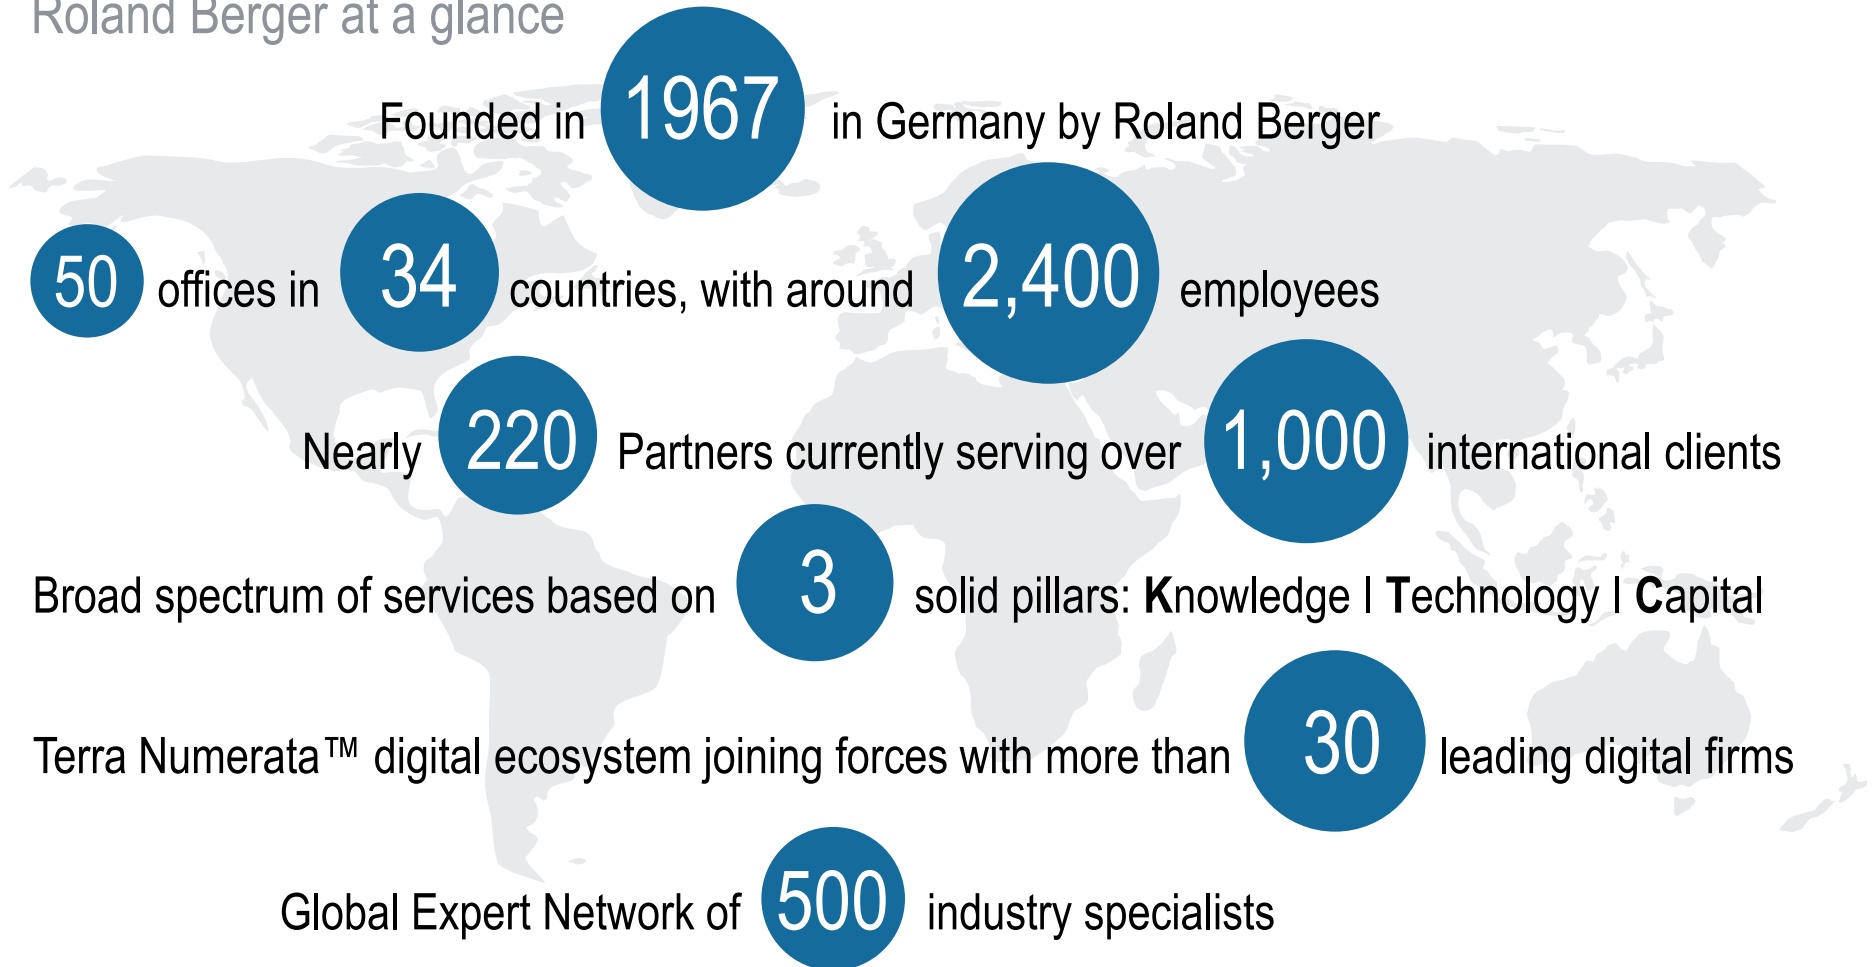 Roland Berger at a glance
Founded in 1967 in Germany by Roland Berger
50 offices in 34 countries, with around 2,400 employees
Nearly 220 Partners currently serving over 1,000 international clients
Broad spectrum of services based on 3 solid pillars: Knowledge I Technology I Capital
Terra Numerata™ digital ecosystem joining forces with more than 30 leading digital firms
Global Expert Network of 500 industry specialists